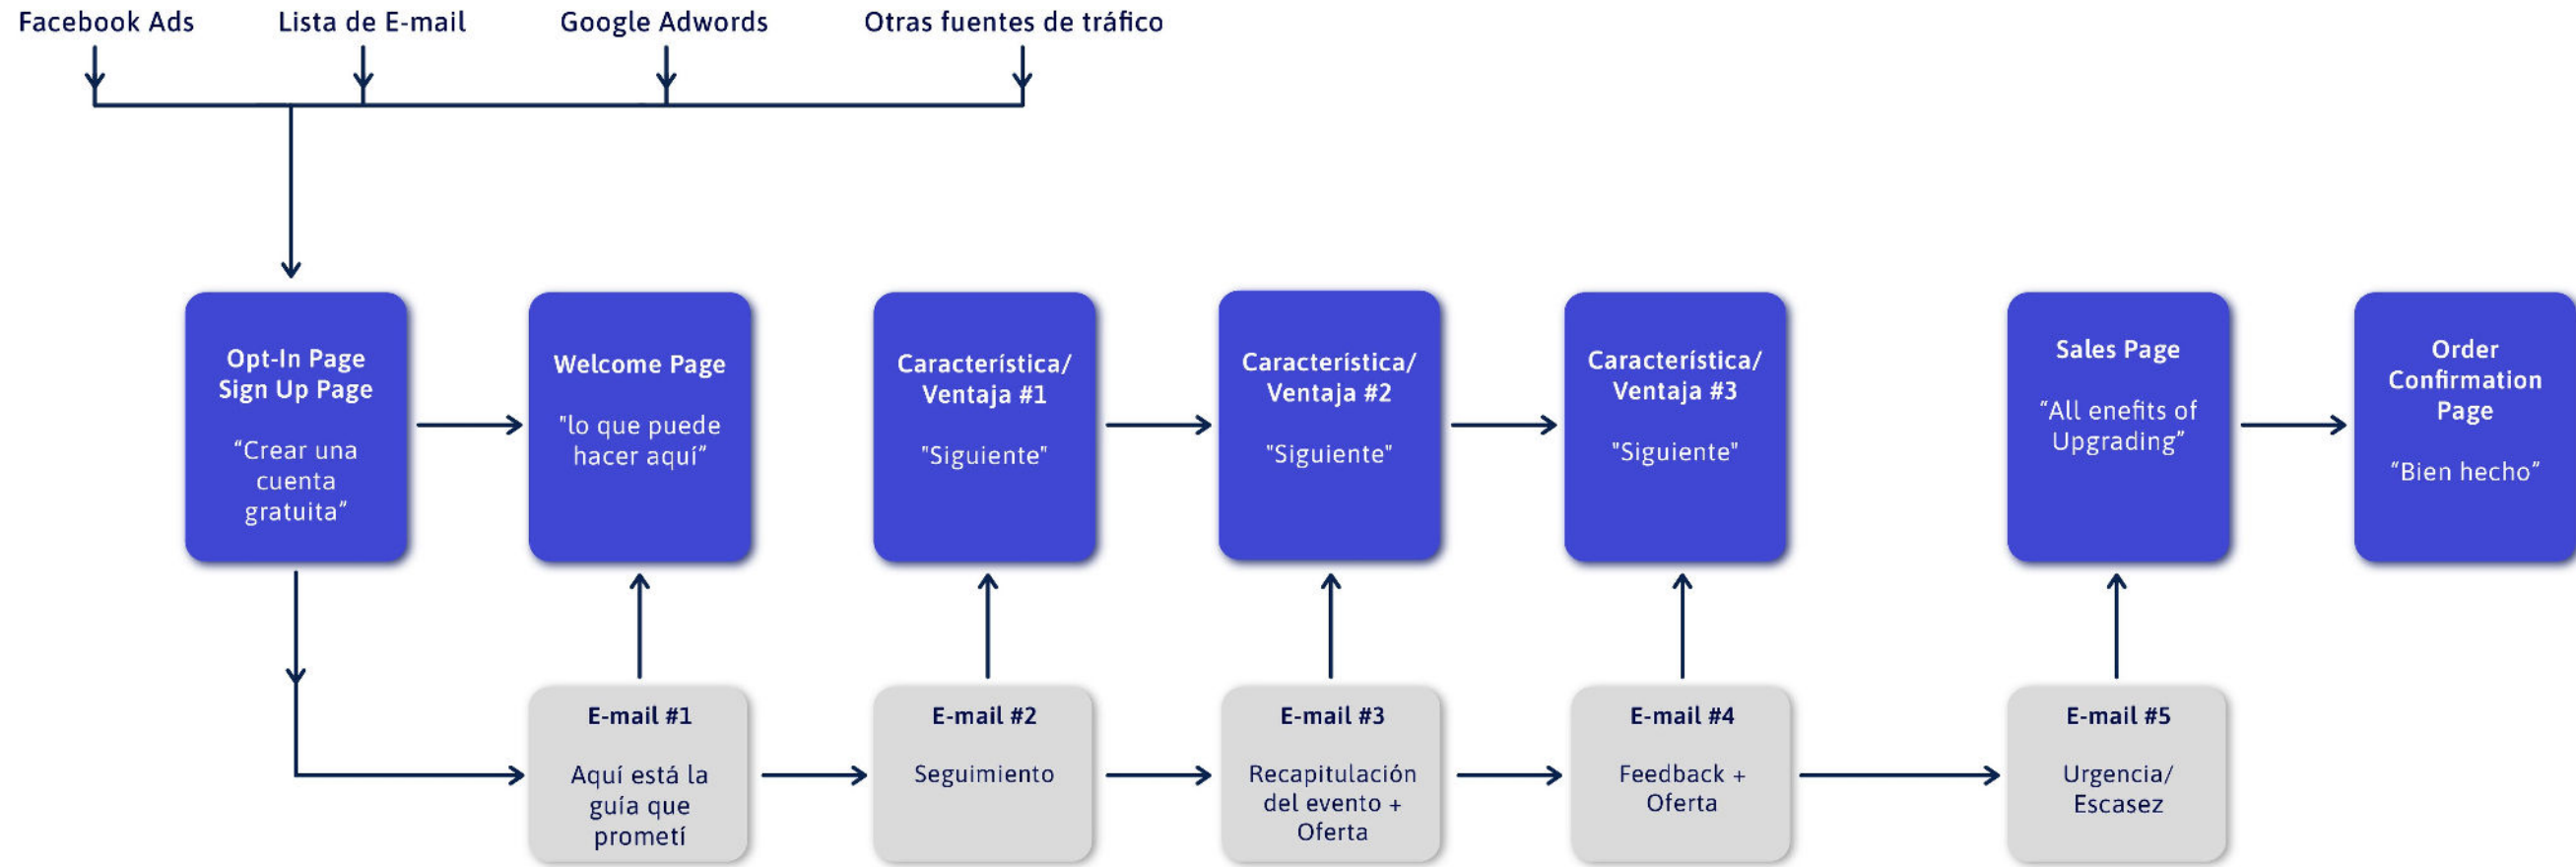 Facebook Ads
Lista de E-mail
Google Adwords
Otras fuentes de tráfico
Opt-In Page
Sign Up Page
“Crear una
cuenta
gratuita”
Welcome Page
"lo que puede
hacer aquí”
Característica/
Ventaja #1
"Siguiente"
Característica/
Ventaja #2
"Siguiente"
Característica/
Ventaja #3
"Siguiente"
Sales Page
“All enefits of
Upgrading”
Order
Confirmation
Page
“Bien hecho”
E-mail #1
Aquí está la
guía que
prometí
E-mail #2
Seguimiento
E-mail #3
Recapitulación
del evento +
Oferta
E-mail #4
Feedback +
Oferta
E-mail #5
Urgencia/
Escasez